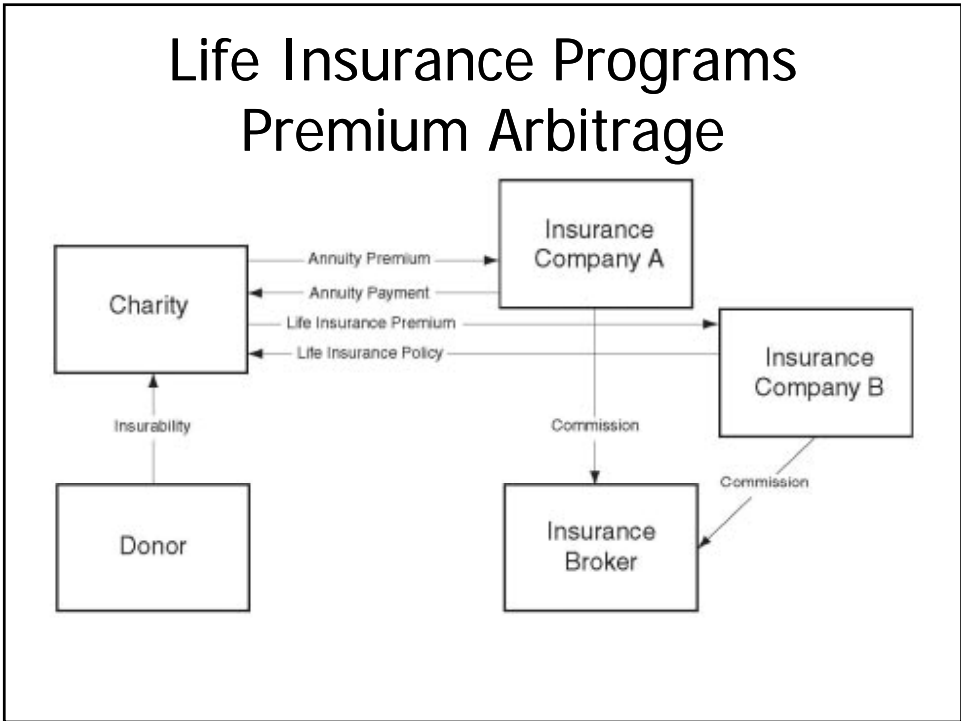 Life Insurance Programs
Premium Arbitrage
Insurance
Company A
Annuity Premium
Charity
Annuity Payment
Life Insurance Premium
Life Insurance Policy
Insurance
Company B
Insurability
Commission
Commission
Donor
Insurance
Broker